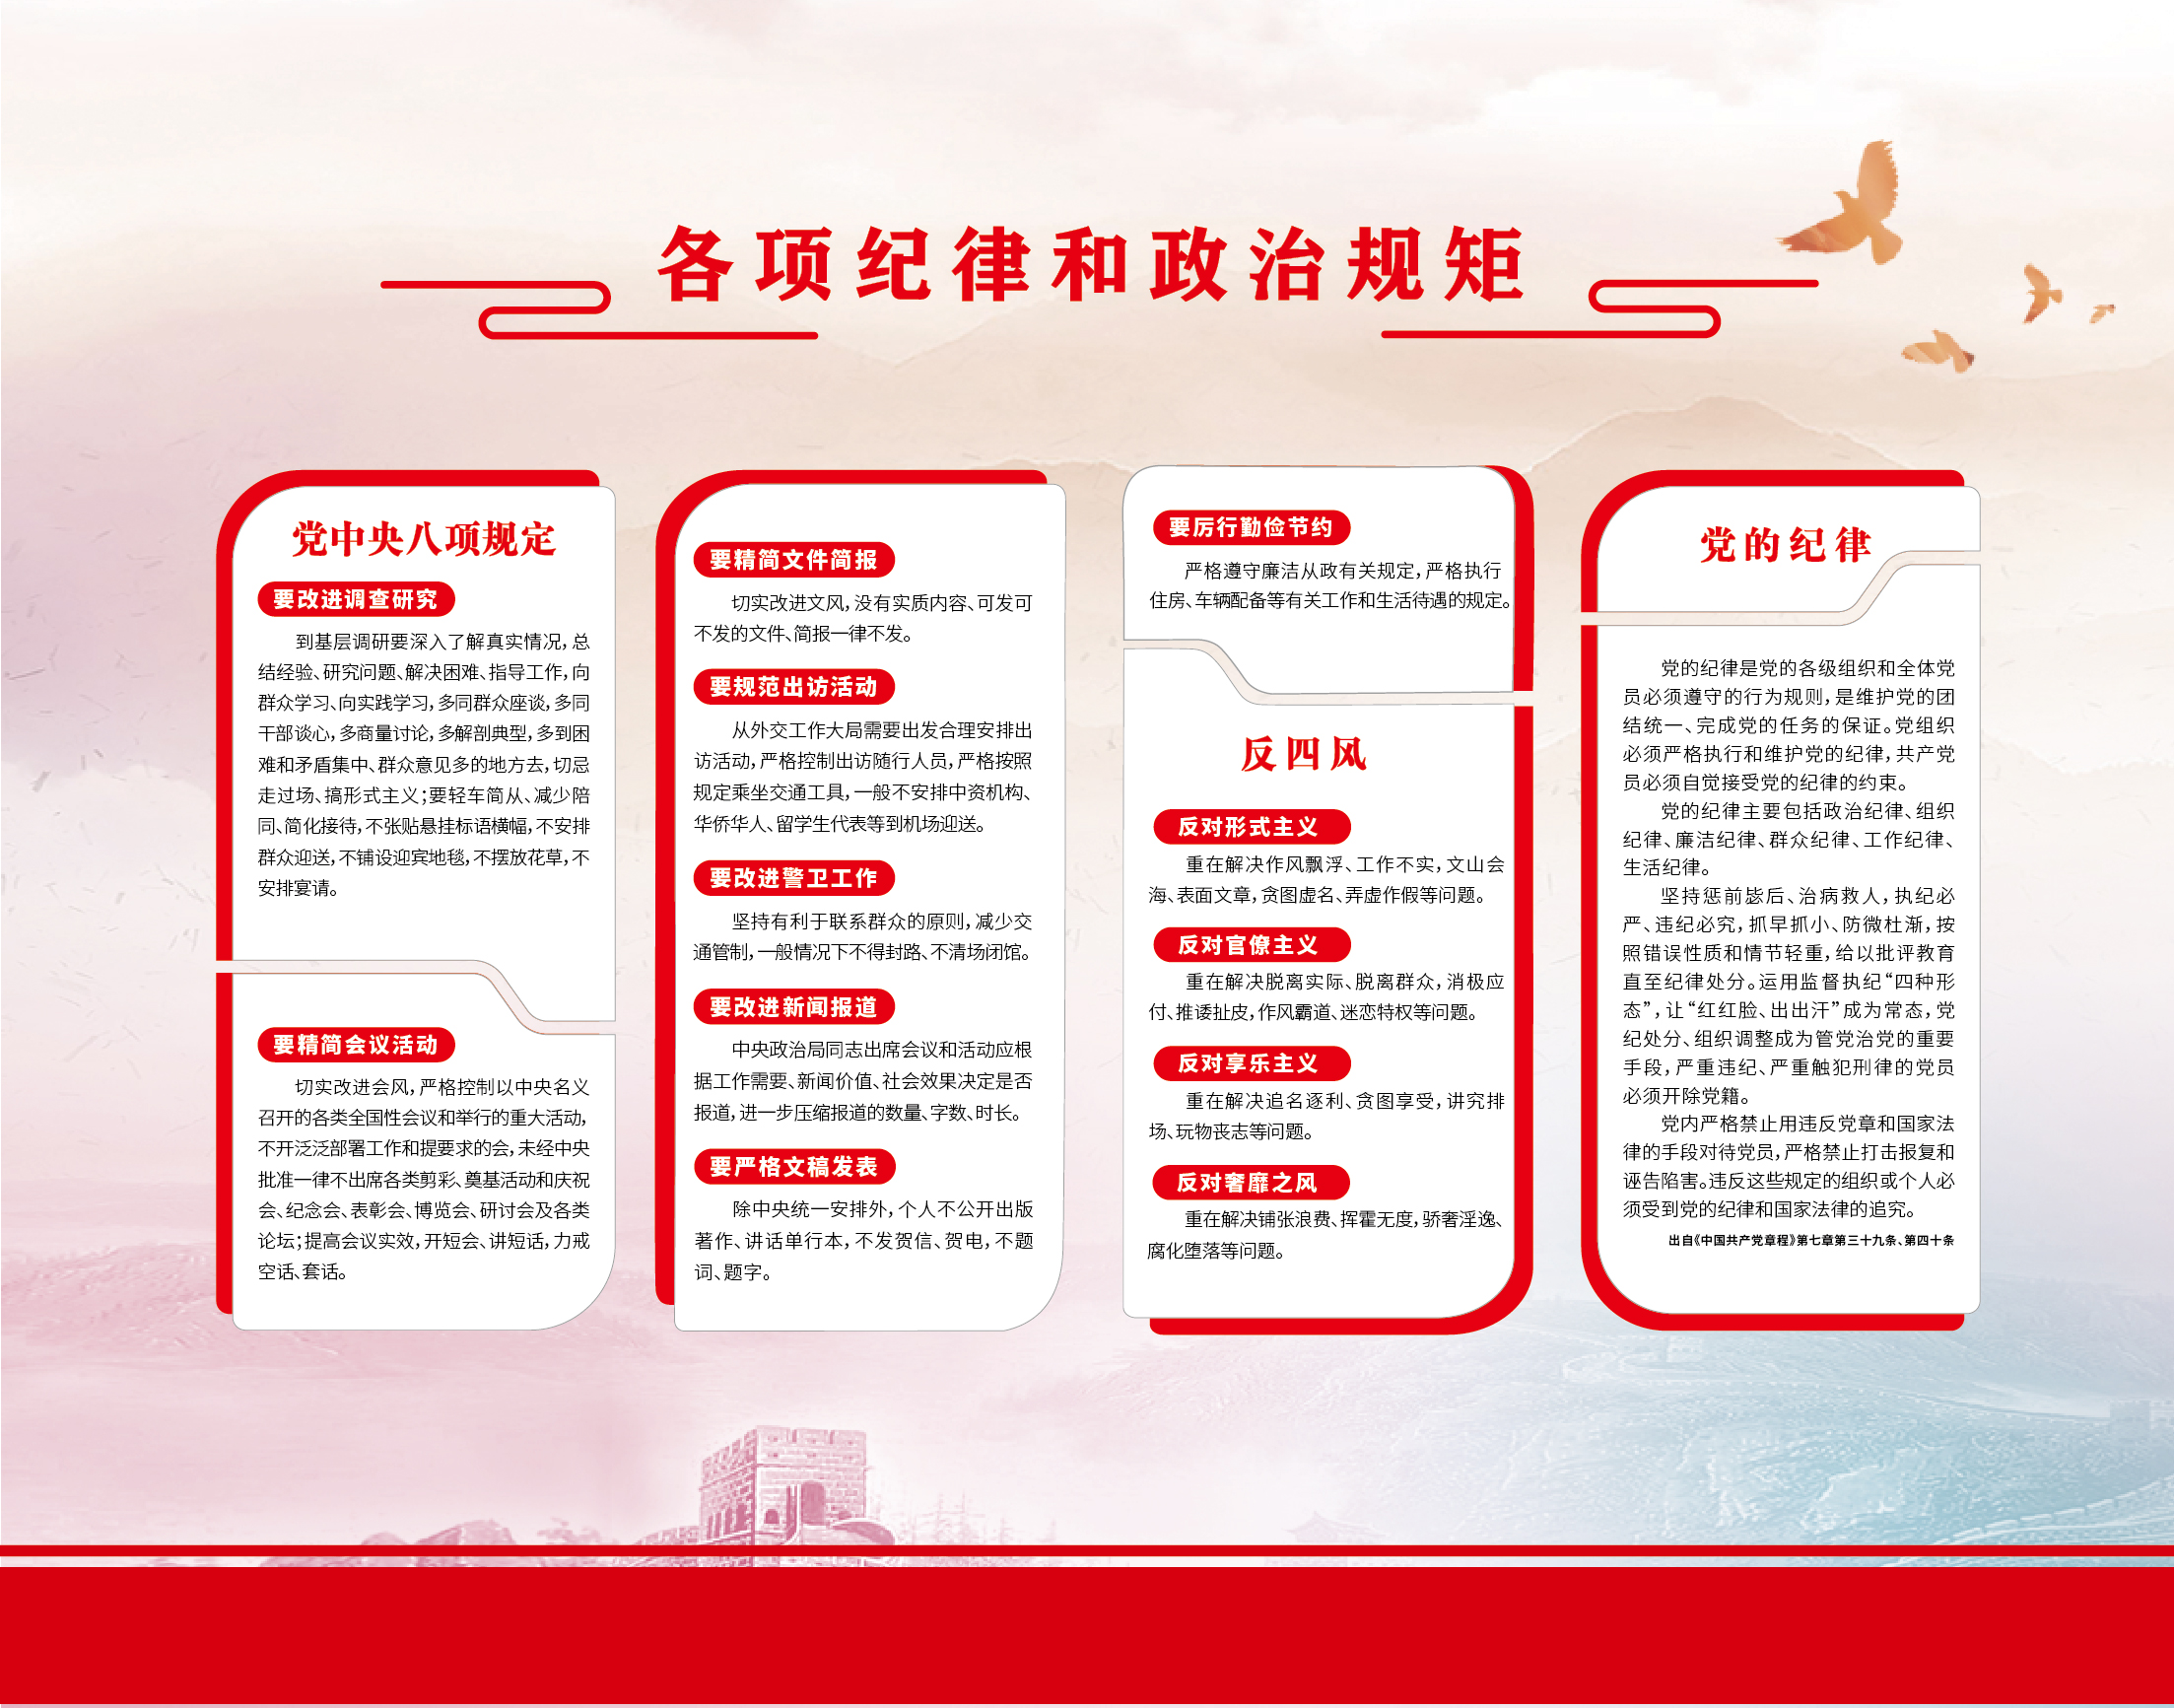 各项纪律和政治规矩
党中央八项规定
要改进调查研究
到基层调研要深入了解真实情况，总
结经验、研究问题、解决困难、指导工作，向
群众学习、向实践学习，多同群众座谈，多同
干部谈心，多商量讨论，多解剖典型，多到困
难和矛盾集中、群众意见多的地方去，切忌
走过场、搞形式主义；要轻车简从、减少陪
同、简化接待，不张贴悬挂标语横幅，不安排
群众迎送，不铺设迎宾地毯，不摆放花草，不
安排宴请。
要精简会议活动
切实改进会风，严格控制以中央名义
召开的各类全国性会议和举行的重大活动，
不开泛泛部署工作和提要求的会，未经中央
批准一律不出席各类剪彩、奠基活动和庆祝
会、纪念会、表彰会、博览会、研讨会及各类
论坛；提高会议实效，开短会、讲短话，力戒
空话、套话。
要精简文件简报
切实改进文风，没有实质内容、可发可
不发的文件、简报一律不发。
要规范出访活动
从外交工作大局需要出发合理安排出
访活动，严格控制出访随行人员，严格按照
规定乘坐交通工具，一般不安排中资机构、
华侨华人、留学生代表等到机场迎送。
要改进警卫工作
坚持有利于联系群众的原则，减少交
通管制，一般情况下不得封路、不清场闭馆。
要改进新闻报道
中央政治局同志出席会议和活动应根
据工作需要、新闻价值、社会效果决定是否
报道，进一步压缩报道的数量、字数、时长。
要严格文稿发表
除中央统一安排外，个人不公开出版
著作、讲话单行本，不发贺信、贺电，不题
词、题字。
要厉行勤俭节约
严格遵守廉洁从政有关规定，严格执行
住房、车辆配备等有关工作和生活待遇的规定。
反四风
反对形式主义
重在解决作风飘浮、工作不实，文山会
海、表面文章，贪图虚名、弄虚作假等问题。
反对官僚主义
重在解决脱离实际、脱离群众，消极应
付、推诿扯皮，作风霸道、迷恋特权等问题。
反对享乐主义
重在解决追名逐利、贪图享受，讲究排
场、玩物丧志等问题。
反对奢靡之风
重在解决铺张浪费、挥霍无度，骄奢淫逸、
腐化堕落等问题。
党的纪律
党的纪律是党的各级组织和全体党
员必须遵守的行为规则，是维护党的团
结统一、完成党的任务的保证。党组织
必须严格执行和维护党的纪律，共产党
员必须自觉接受党的纪律的约束。
党的纪律主要包括政治纪律、组织
纪律、廉洁纪律、群众纪律、工作纪律、
生活纪律。
坚持惩前毖后、治病救人，执纪必
严、违纪必究，抓早抓小、防微杜渐，按
照错误性质和情节轻重，给以批评教育
直至纪律处分。运用监督执纪“四种形
态”，让“红红脸、出出汗”成为常态，党
纪处分、组织调整成为管党治党的重要
手段，严重违纪、严重触犯刑律的党员
必须开除党籍。
党内严格禁止用违反党章和国家法
律的手段对待党员，严格禁止打击报复和
诬告陷害。违反这些规定的组织或个人必
须受到党的纪律和国家法律的追究。
出自《中国共产党章程》第七章第三十九条、第四十条